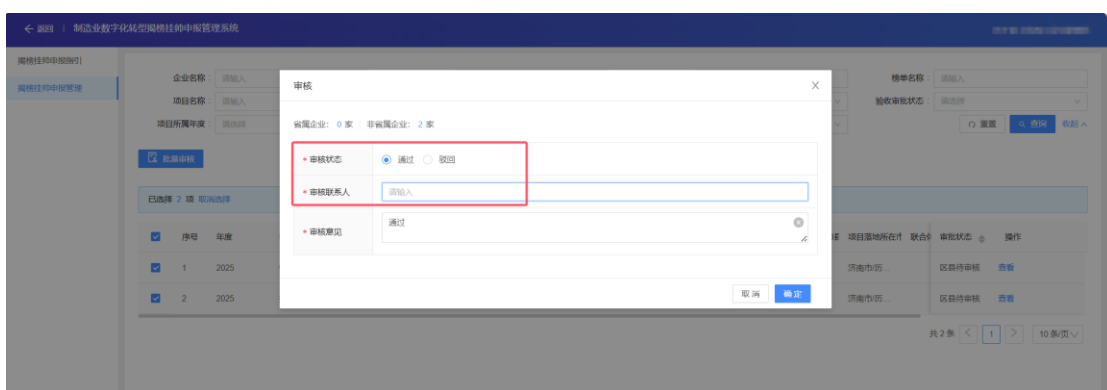 ← 返回 | 制造业数字化转型揭榜挂帅申报管理系统
揭榜挂帅申报指引
揭榜挂帅申报管理
企业名称： 请输入
榜单名称： 请输入
项目名称： 请输入
验收审批状态： 请选择
项目所属年度： 请选择
重置 查询 收起
批量审核
已选择 2 项 取消选择
序号 年度 项目落地所在市 联合 审批状态 操作
1 2025 济南市/历... 区县待审核 查看
2 2025 济南市/历... 区县待审核 查看
共 2 条 < 1 > 10 条/页
审核 ×
省属企业： 0 家 非省属企业： 2 家
* 审核状态 通过 驳回
* 审核联系人 请输入
* 审核意见 通过
取消 确定